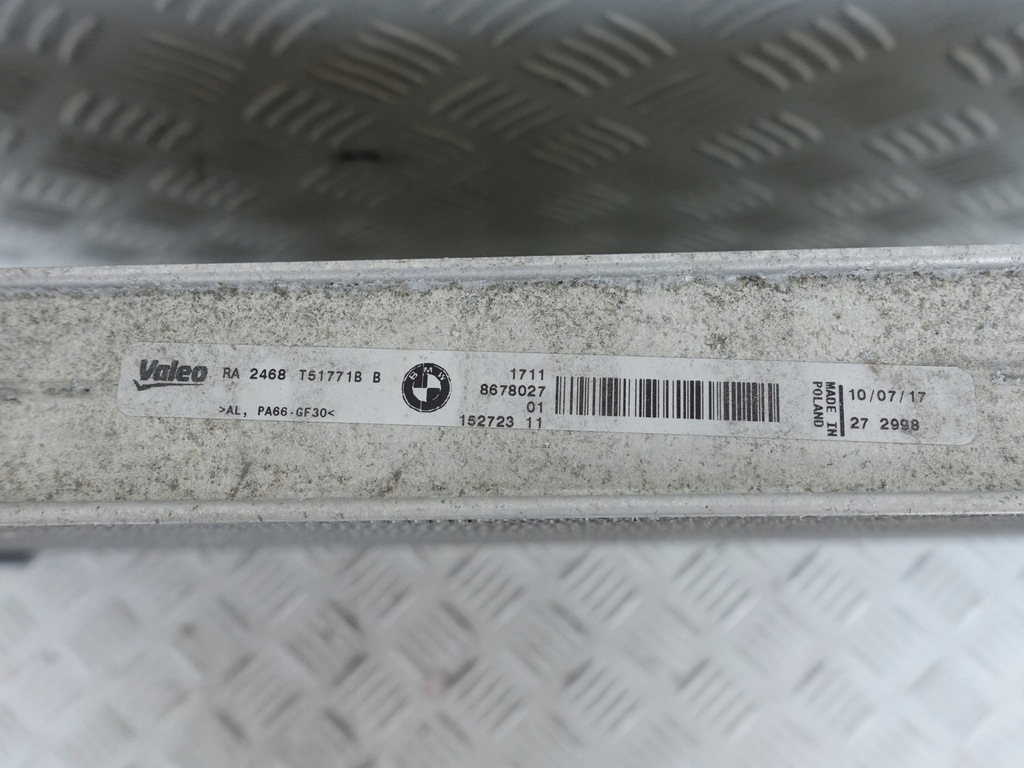 Valeo RA 2468 T51771B B
>AL, PA66-GF30<
BMW
1711
8678027
01
152723 11
MADE IN
POLAND
10/07/17
27 2998